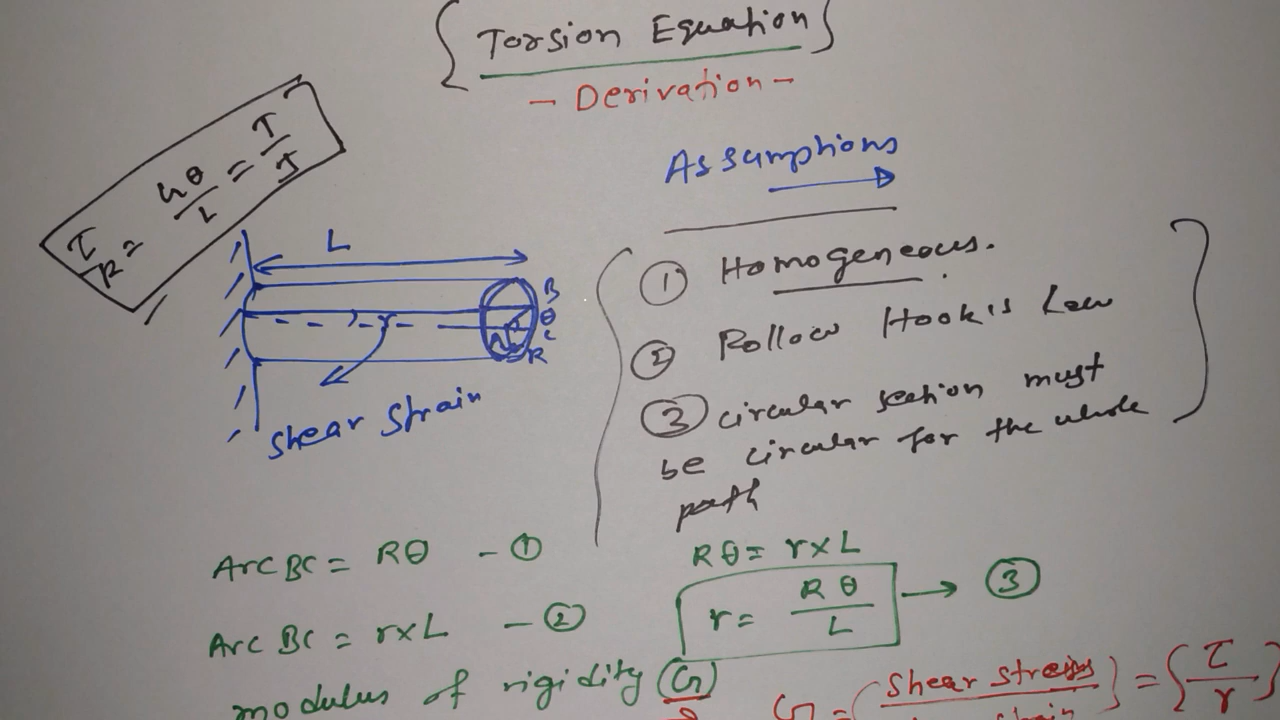 {Torsion Equation}
- Derivation -
τ/R = Gθ/L = T/J
Assumptions
L
B
θ
C
R
Shear Strain
① Homogeneous.
② Follow Hook's Law
③ circular section must
be circular for the whole
path
Arc BC = Rθ - ①
Arc BC = r×L - ②
Rθ = r×L
r = Rθ/L → ③
modulus of rigidity (G)
G = (shear stress/strain) = {τ/r}